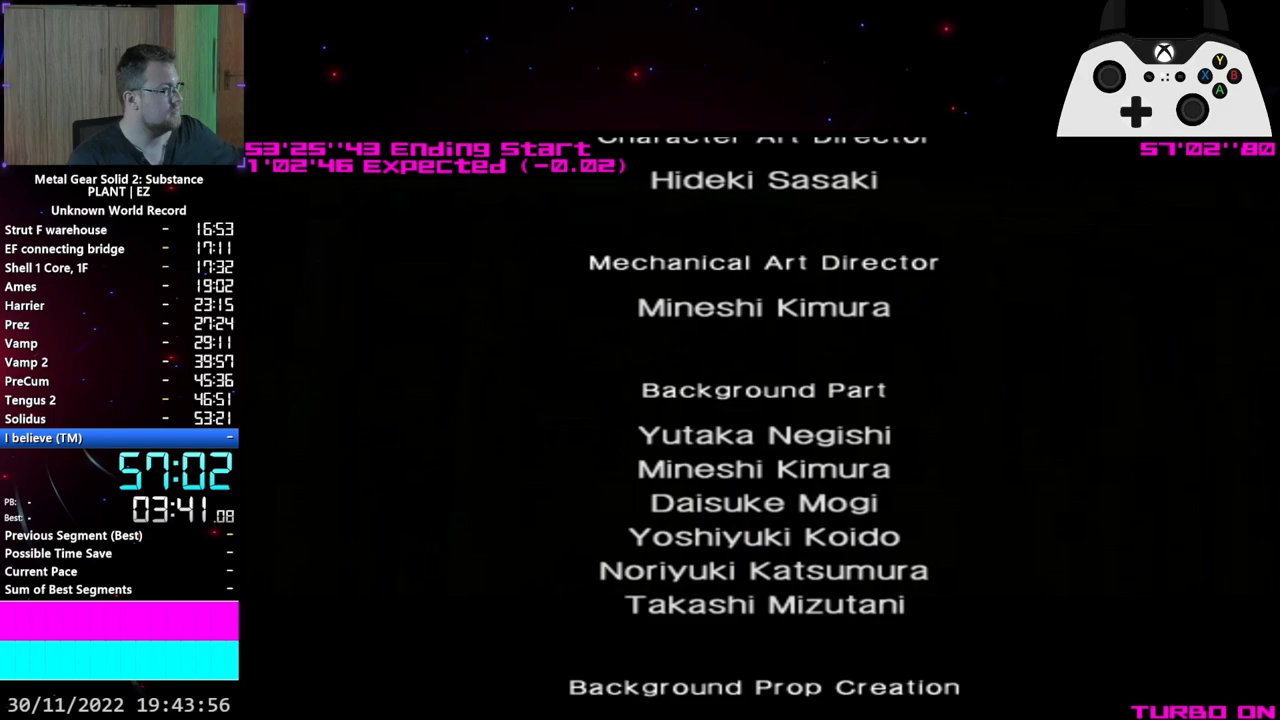 Metal Gear Solid 2: Substance
PLANT | EZ
Unknown World Record
Strut F warehouse - 16:53
EF connecting bridge - 17:11
Shell 1 Core, 1F - 17:32
Ames - 19:02
Harrier - 23:15
Prez - 27:24
Vamp - 29:11
Vamp 2 - 39:57
PreCum - 45:36
Tengus 2 - 46:51
Solidus - 53:21
I believe (TM) -
57:02
PB: -
Best: -
03:41.08
Previous Segment (Best) -
Possible Time Save -
Current Pace -
Sum of Best Segments -
30/11/2022 19:43:56
53'25''43 Ending Start
1'02'46 Expected (-0.02)
57'02''80
Character Art Director
Hideki Sasaki
Mechanical Art Director
Mineshi Kimura
Background Part
Yutaka Negishi
Mineshi Kimura
Daisuke Mogi
Yoshiyuki Koido
Noriyuki Katsumura
Takashi Mizutani
Background Prop Creation
Y
X B
A
TURBO ON